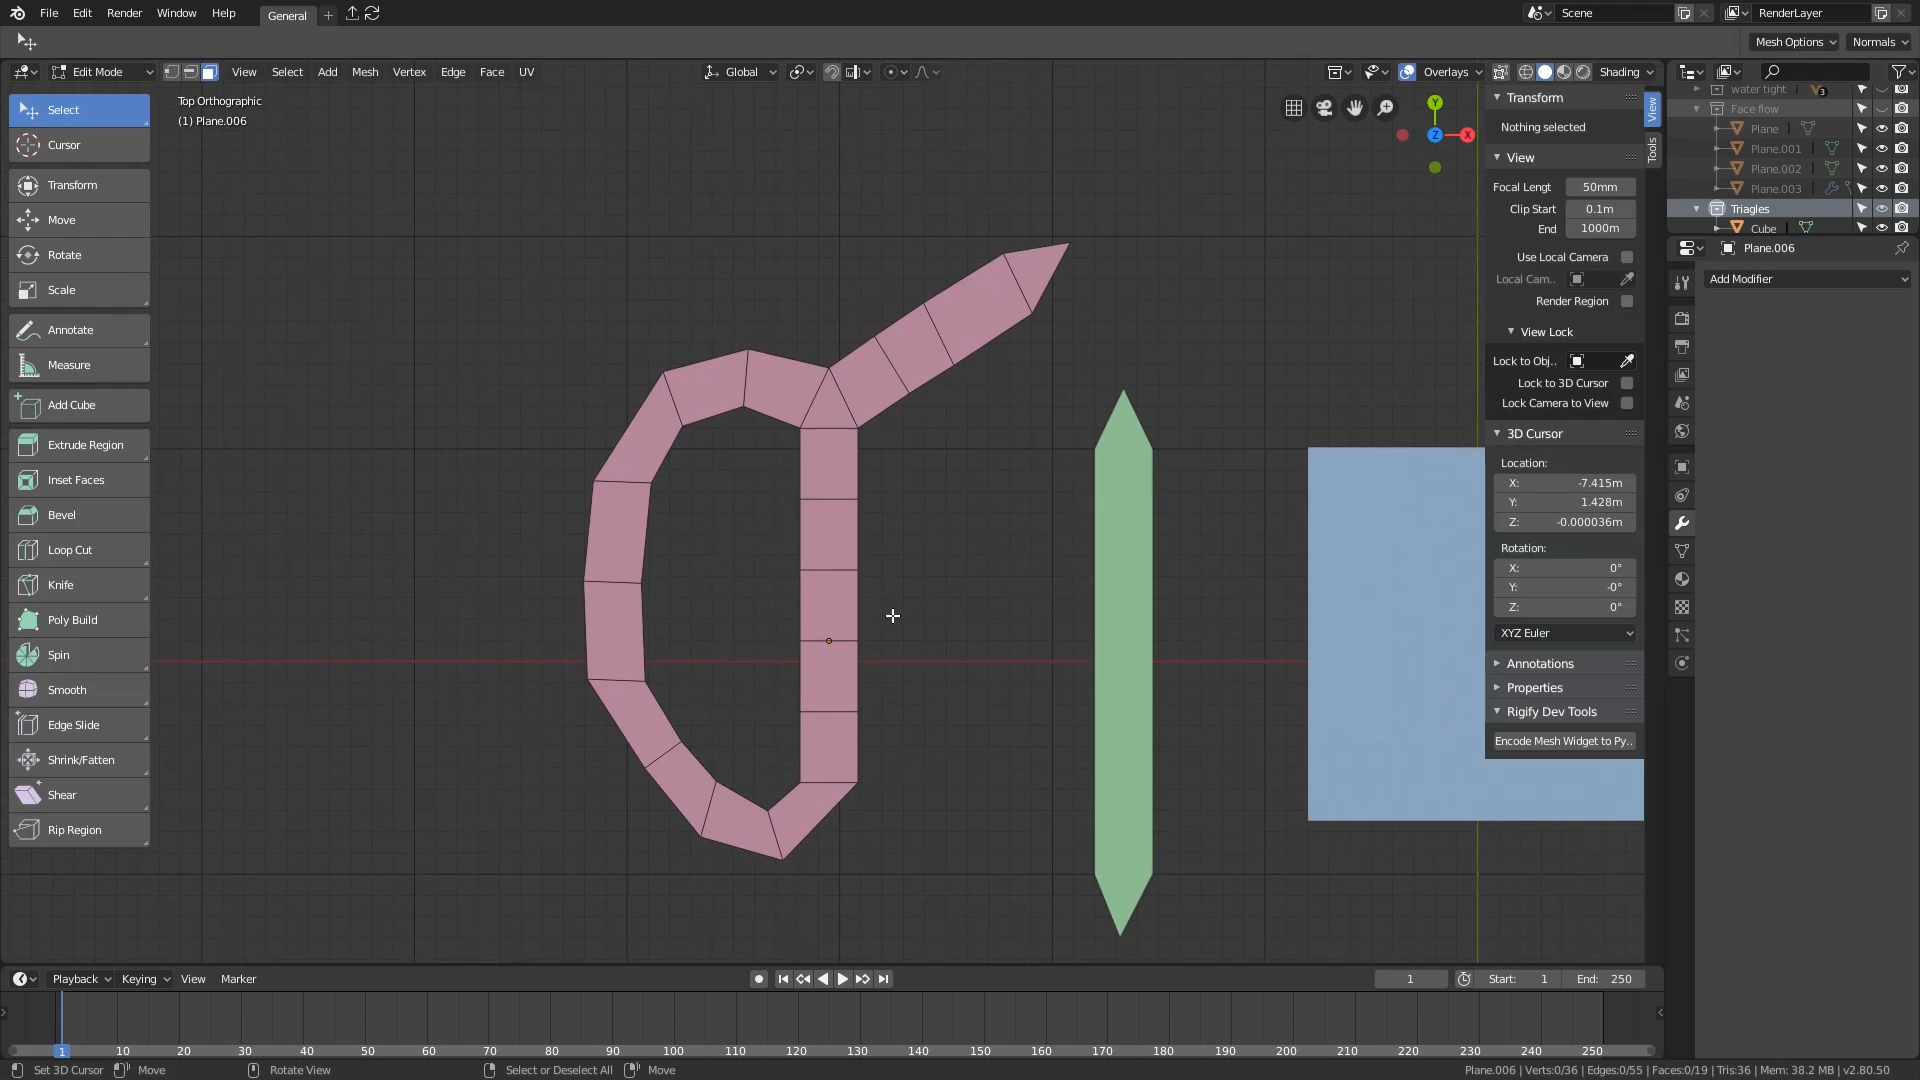 File Edit Render Window Help General + Scene RenderLayer
Mesh Options Normals
Edit Mode View Select Add Mesh Vertex Edge Face UV Global Overlays Shading
Top Orthographic
(1) Plane.006
Select
Cursor
Transform
Move
Rotate
Scale
Annotate
Measure
Add Cube
Extrude Region
Inset Faces
Bevel
Loop Cut
Knife
Poly Build
Spin
Smooth
Edge Slide
Shrink/Fatten
Shear
Rip Region
Y
Z
X
Transform
Nothing selected
View
Focal Lengt 50mm
Clip Start 0.1m
End 1000m
Use Local Camera
Local Cam..
Render Region
View Lock
Lock to Obj..
Lock to 3D Cursor
Lock Camera to View
3D Cursor
Location:
X: -7.415m
Y: 1.428m
Z: -0.000036m
Rotation:
X: 0°
Y: -0°
Z: 0°
XYZ Euler
Annotations
Properties
Rigify Dev Tools
Encode Mesh Widget to Py..
View
Tools
water tight 3
Face flow
Plane
Plane.001
Plane.002
Plane.003
Triagles
Cube
Plane.006
Add Modifier
Playback Keying View Marker 1 Start: 1 End: 250
1 10 20 30 40 50 60 70 80 90 100 110 120 130 140 150 160 170 180 190 200 210 220 230 240 250
Set 3D Cursor Move Rotate View Select or Deselect All Move Plane.006 | Verts:0/36 | Edges:0/55 | Faces:0/19 | Tris:36 | Mem: 38.2 MB | v2.80.50